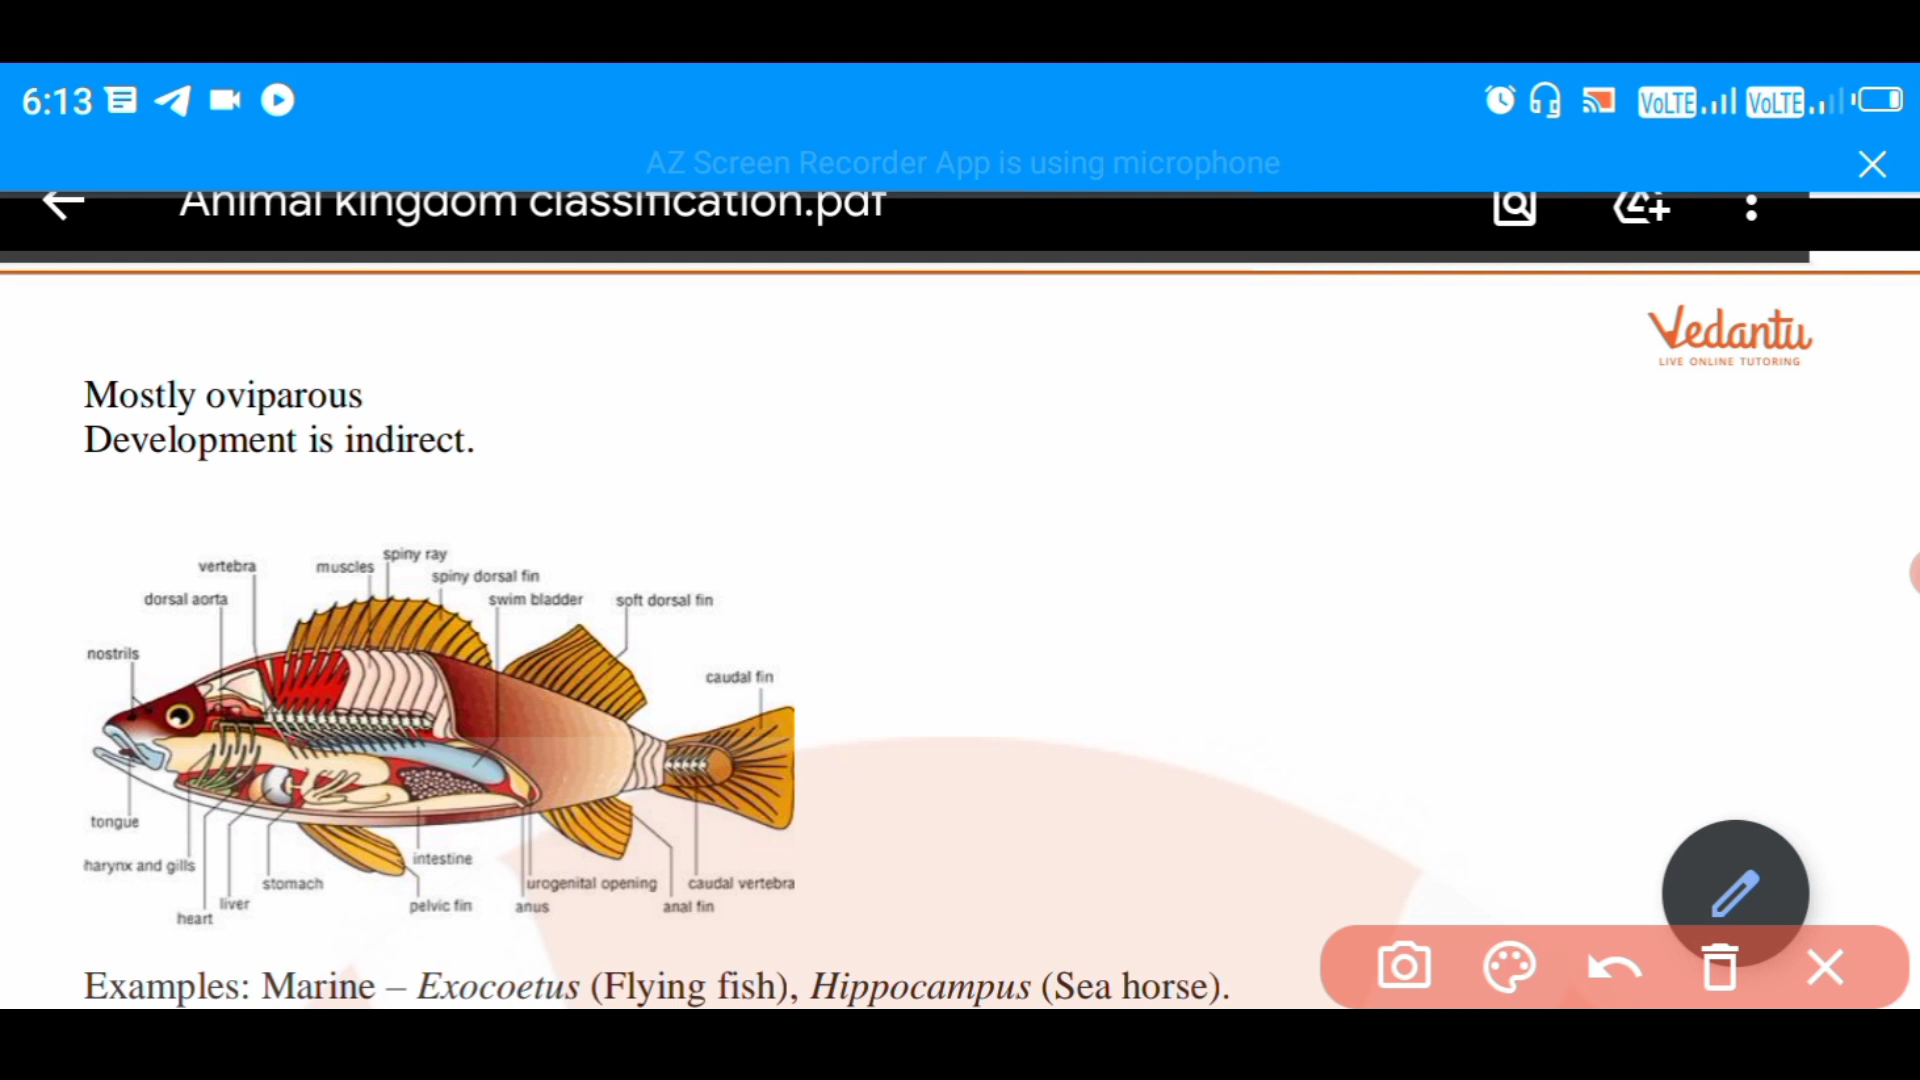 6:13
VoLTE VoLTE
AZ Screen Recorder App is using microphone
Animal kingdom classification.pdf
Vedantu
LIVE ONLINE TUTORING
Mostly oviparous
Development is indirect.
spiny ray
vertebra
muscles
spiny dorsal fin
dorsal aorta
swim bladder
soft dorsal fin
nostrils
caudal fin
tongue
harynx and gills
intestine
stomach
urogenital opening
caudal vertebra
liver
pelvic fin
anus
anal fin
heart
Examples: Marine – Exocoetus (Flying fish), Hippocampus (Sea horse).